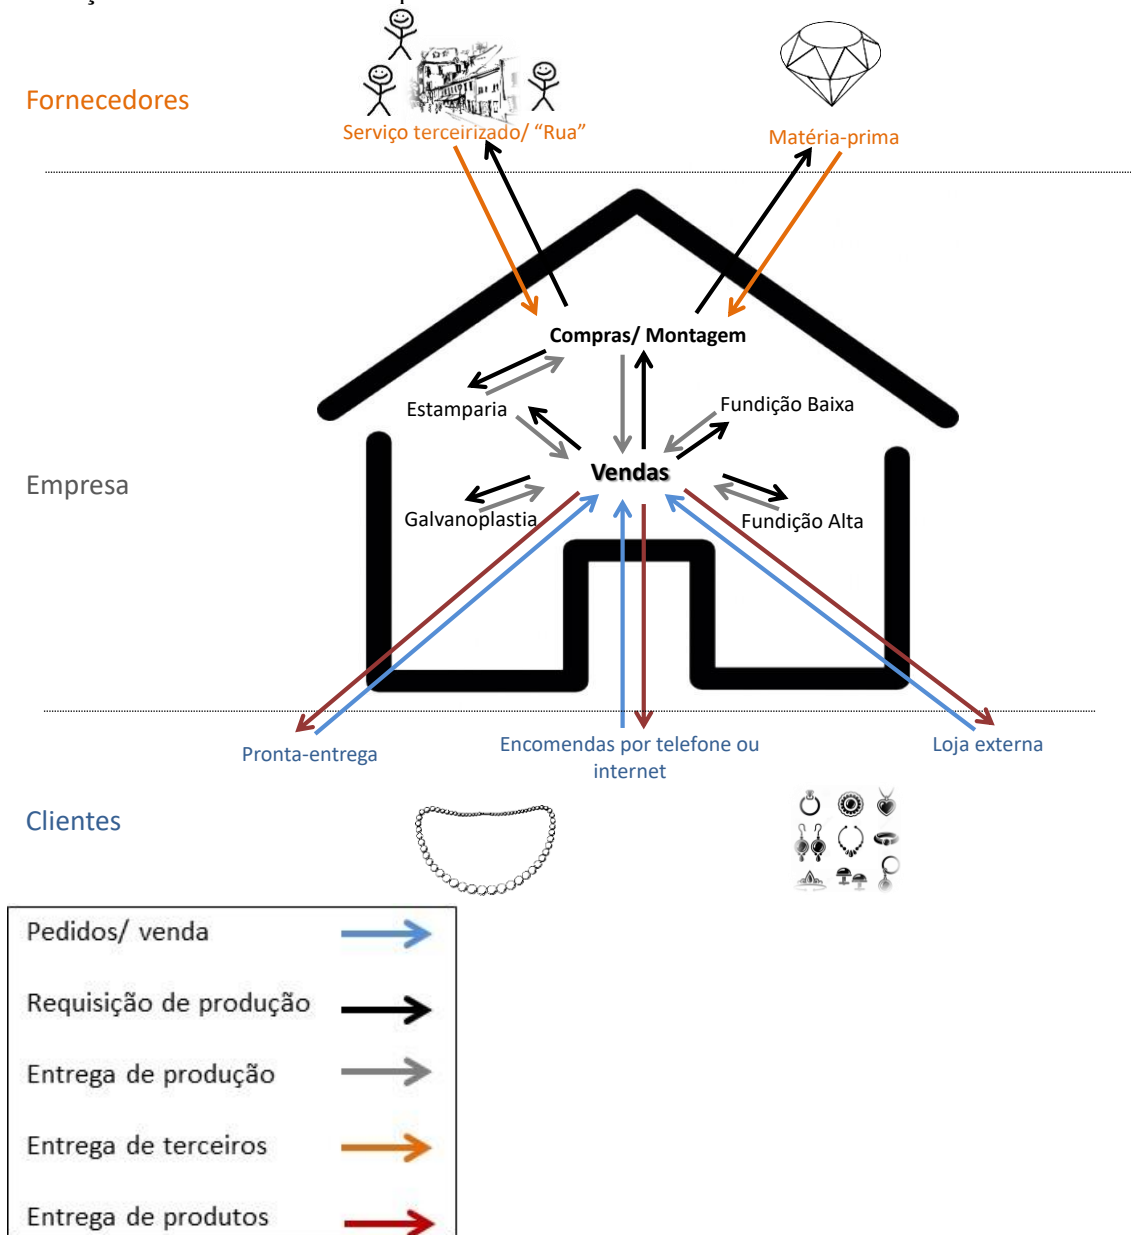 Fornecedores
Serviço terceirizado/ “Rua”
Matéria-prima
Compras/ Montagem
Estamparia
Fundição Baixa
Vendas
Empresa
Galvanoplastia
Fundição Alta
Pronta-entrega
Encomendas por telefone ou
internet
Loja externa
Clientes
Pedidos/ venda
Requisição de produção
Entrega de produção
Entrega de terceiros
Entrega de produtos